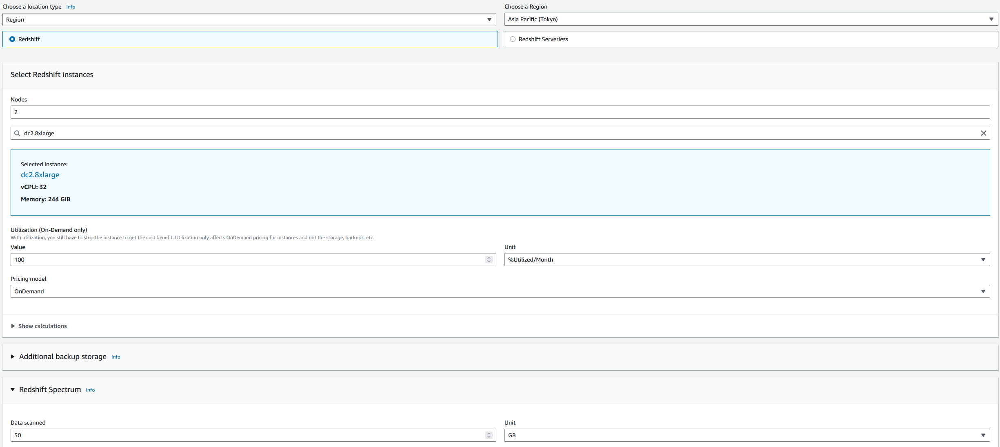 Choose a location type Info
Choose a Region
Region
Asia Pacific (Tokyo)
Redshift
Redshift Serverless
Select Redshift instances
Nodes
2
dc2.8xlarge
Selected Instance:
dc2.8xlarge
vCPU: 32
Memory: 244 GiB
Utilization (On-Demand only)
With utilization, you still have to stop the instance to get the cost benefit. Utilization only affects OnDemand pricing for instances and not the storage, backups, etc.
Value
Unit
100
%Utilized/Month
Pricing model
OnDemand
Show calculations
Additional backup storage Info
Redshift Spectrum Info
Data scanned
Unit
50
GB